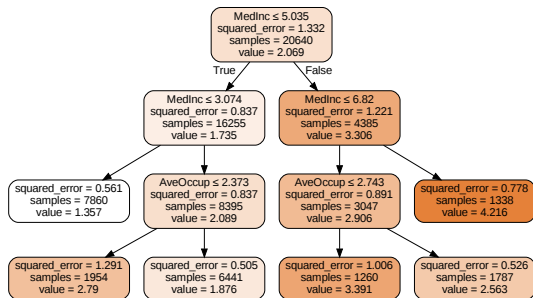 MedInc ≤ 5.035
squared_error = 1.332
samples = 20640
value = 2.069
True
False
MedInc ≤ 3.074
squared_error = 0.837
samples = 16255
value = 1.735
MedInc ≤ 6.82
squared_error = 1.221
samples = 4385
value = 3.306
squared_error = 0.561
samples = 7860
value = 1.357
AveOccup ≤ 2.373
squared_error = 0.837
samples = 8395
value = 2.089
AveOccup ≤ 2.743
squared_error = 0.891
samples = 3047
value = 2.906
squared_error = 0.778
samples = 1338
value = 4.216
squared_error = 1.291
samples = 1954
value = 2.79
squared_error = 0.505
samples = 6441
value = 1.876
squared_error = 1.006
samples = 1260
value = 3.391
squared_error = 0.526
samples = 1787
value = 2.563